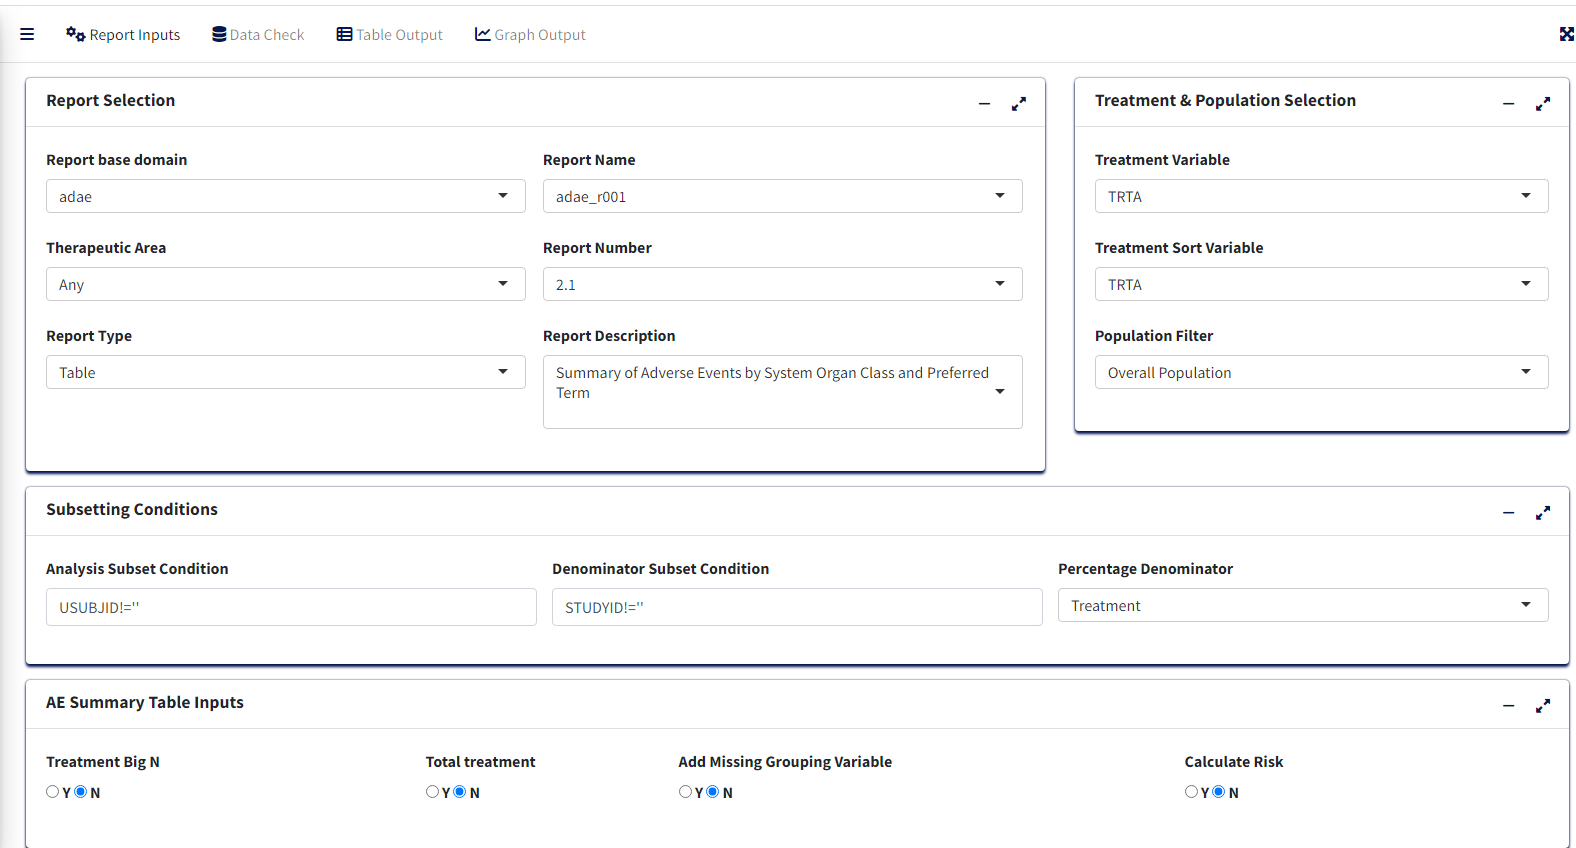 Report Inputs Data Check Table Output Graph Output
Report Selection
Report base domain Report Name
adae adae_r001
Therapeutic Area Report Number
Any 2.1
Report Type Report Description
Table Summary of Adverse Events by System Organ Class and Preferred
Term
Treatment & Population Selection
Treatment Variable
TRTA
Treatment Sort Variable
TRTA
Population Filter
Overall Population
Subsetting Conditions
Analysis Subset Condition Denominator Subset Condition Percentage Denominator
USUBJID!='' STUDYID!='' Treatment
AE Summary Table Inputs
Treatment Big N Total treatment Add Missing Grouping Variable Calculate Risk
Y N Y N Y N Y N